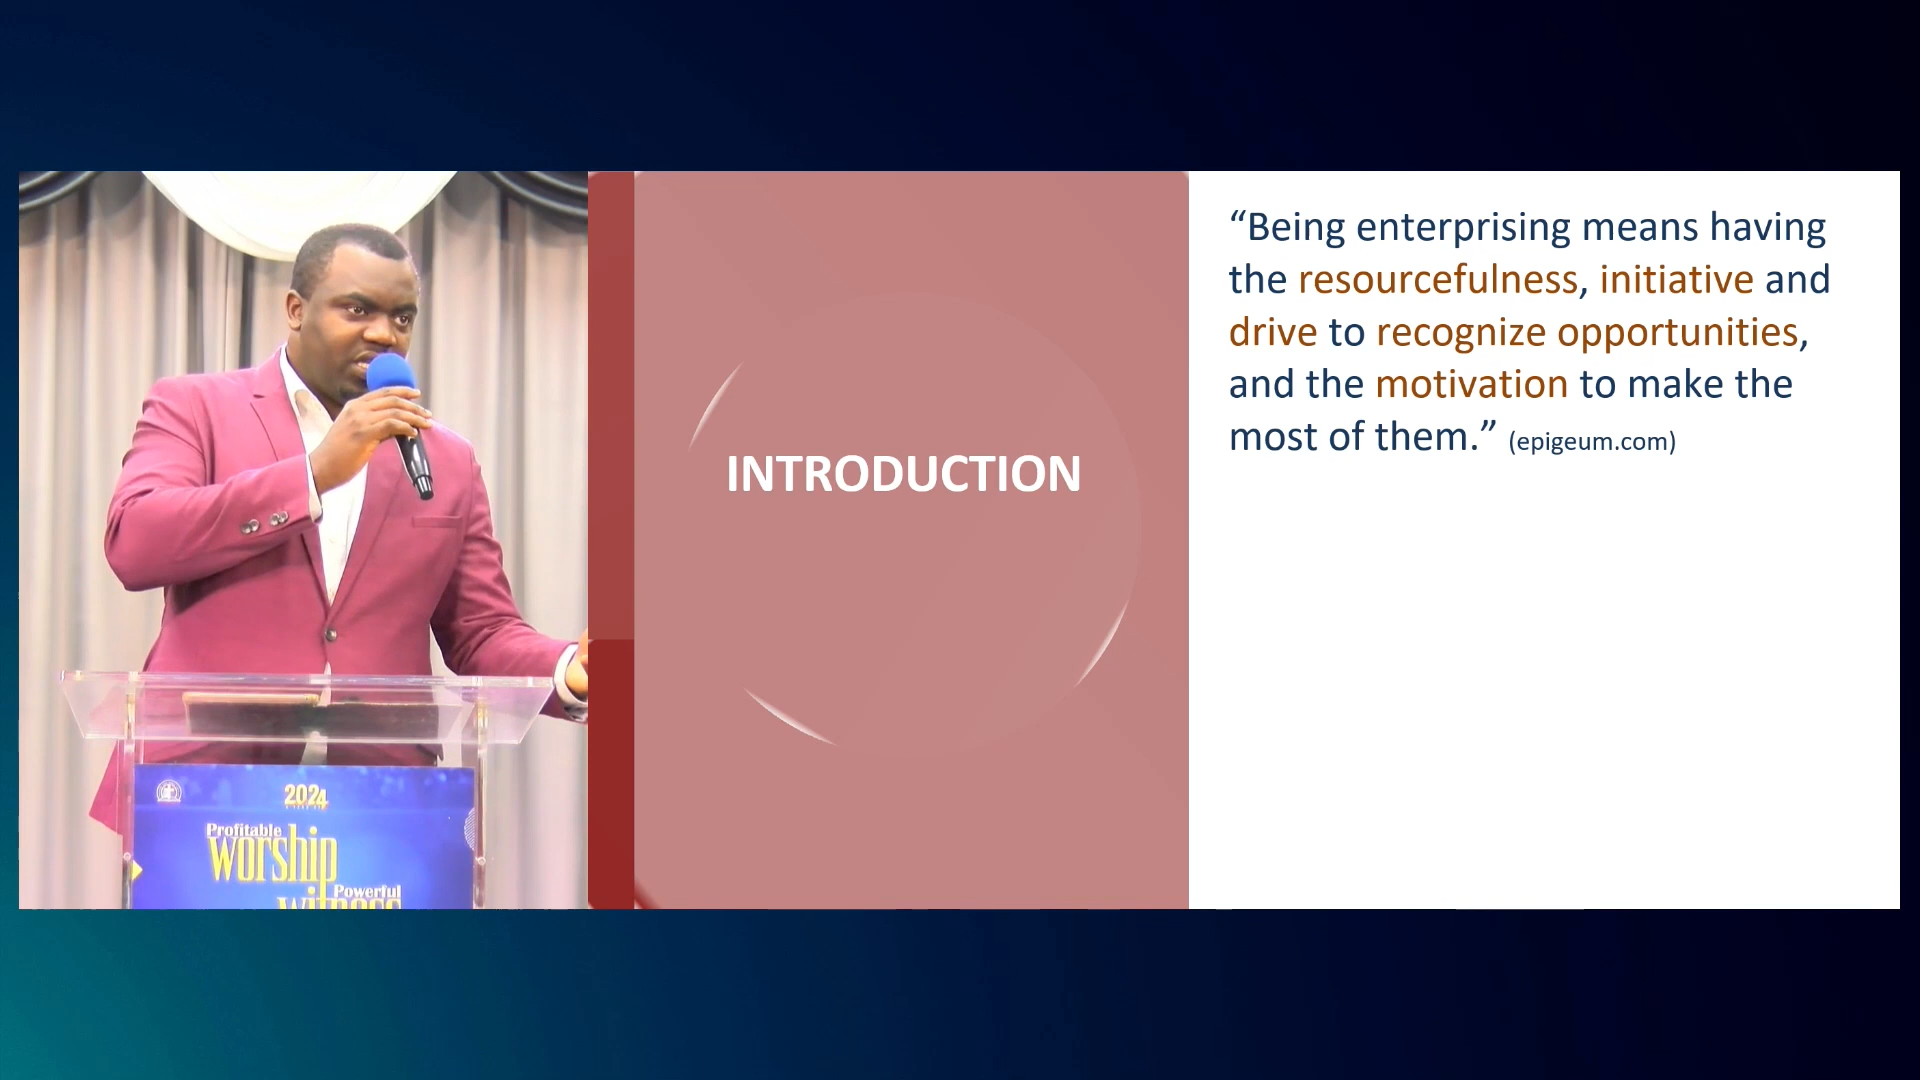 2024
Profitable
worship
Powerful
witness
INTRODUCTION
“Being enterprising means having
the resourcefulness, initiative and
drive to recognize opportunities,
and the motivation to make the
most of them.” (epigeum.com)